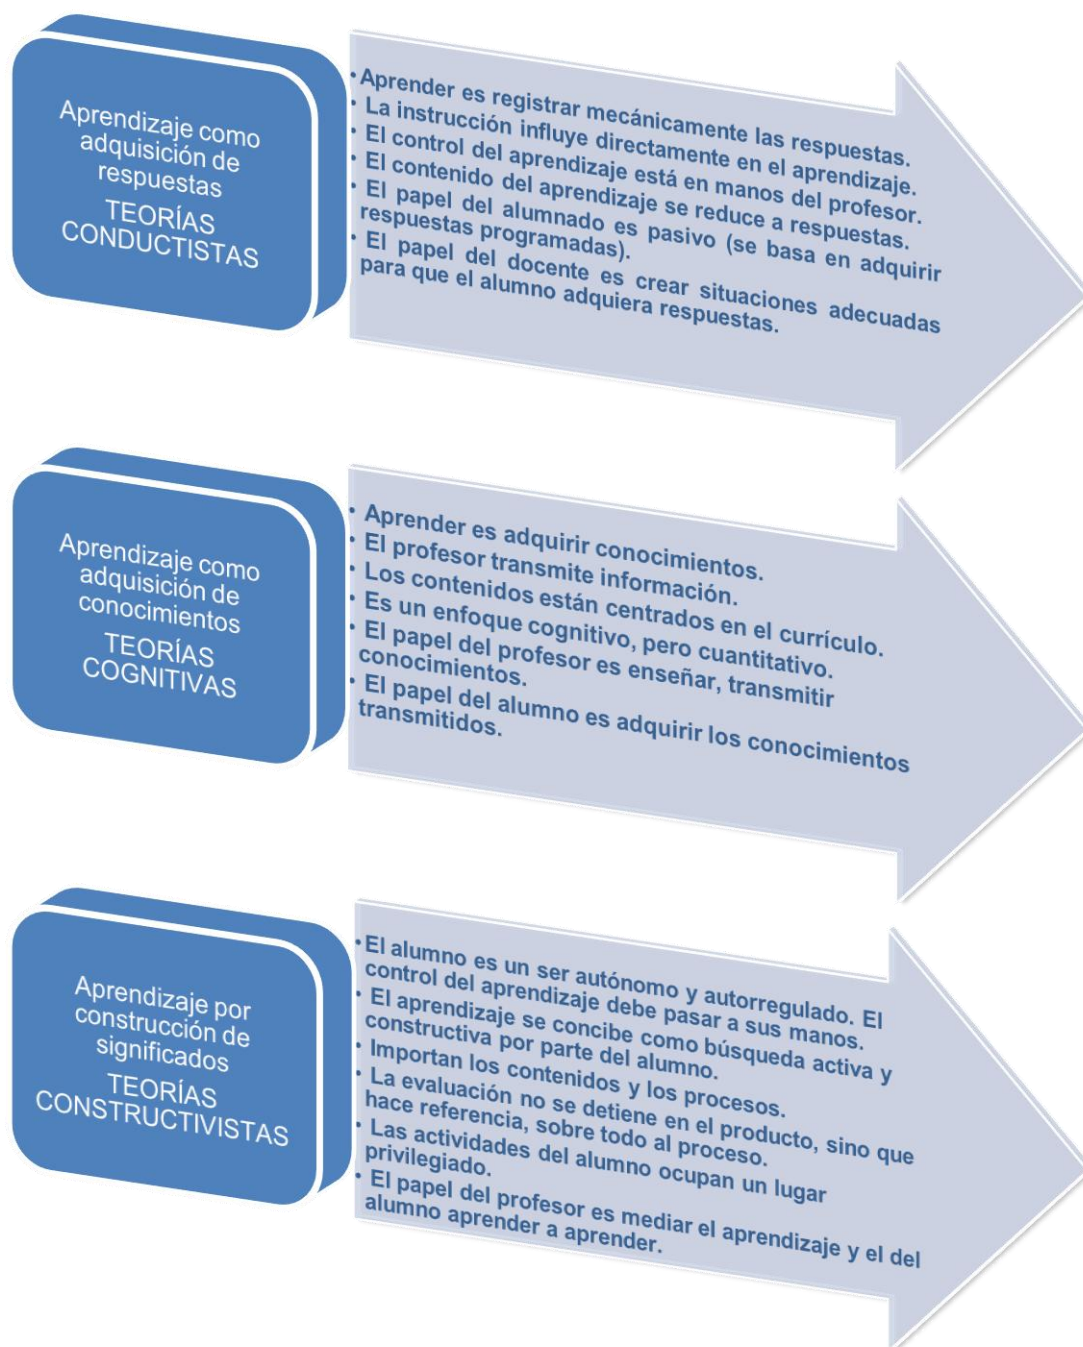 Aprendizaje como
adquisición de
respuestas
TEORÍAS
CONDUCTISTAS
• Aprender es registrar mecánicamente las respuestas.
• La instrucción influye directamente en el aprendizaje.
• El control del aprendizaje está en manos del profesor.
• El contenido del aprendizaje se reduce a respuestas.
• El papel del alumnado es pasivo (se basa en adquirir
respuestas programadas).
• El papel del docente es crear situaciones adecuadas
para que el alumno adquiera respuestas.
Aprendizaje como
adquisición de
conocimientos
TEORÍAS
COGNITIVAS
• Aprender es adquirir conocimientos.
• El profesor transmite información.
• Los contenidos están centrados en el currículo.
• Es un enfoque cognitivo, pero cuantitativo.
• El papel del profesor es enseñar, transmitir
conocimientos.
• El papel del alumno es adquirir los conocimientos
transmitidos.
Aprendizaje por
construcción de
significados
TEORÍAS
CONSTRUCTIVISTAS
• El alumno es un ser autónomo y autorregulado. El
control del aprendizaje debe pasar a sus manos.
• El aprendizaje se concibe como búsqueda activa y
constructiva por parte del alumno.
• Importan los contenidos y los procesos.
• La evaluación no se detiene en el producto, sino que
hace referencia, sobre todo al proceso.
• Las actividades del alumno ocupan un lugar
privilegiado.
• El papel del profesor es mediar el aprendizaje y el del
alumno aprender a aprender.